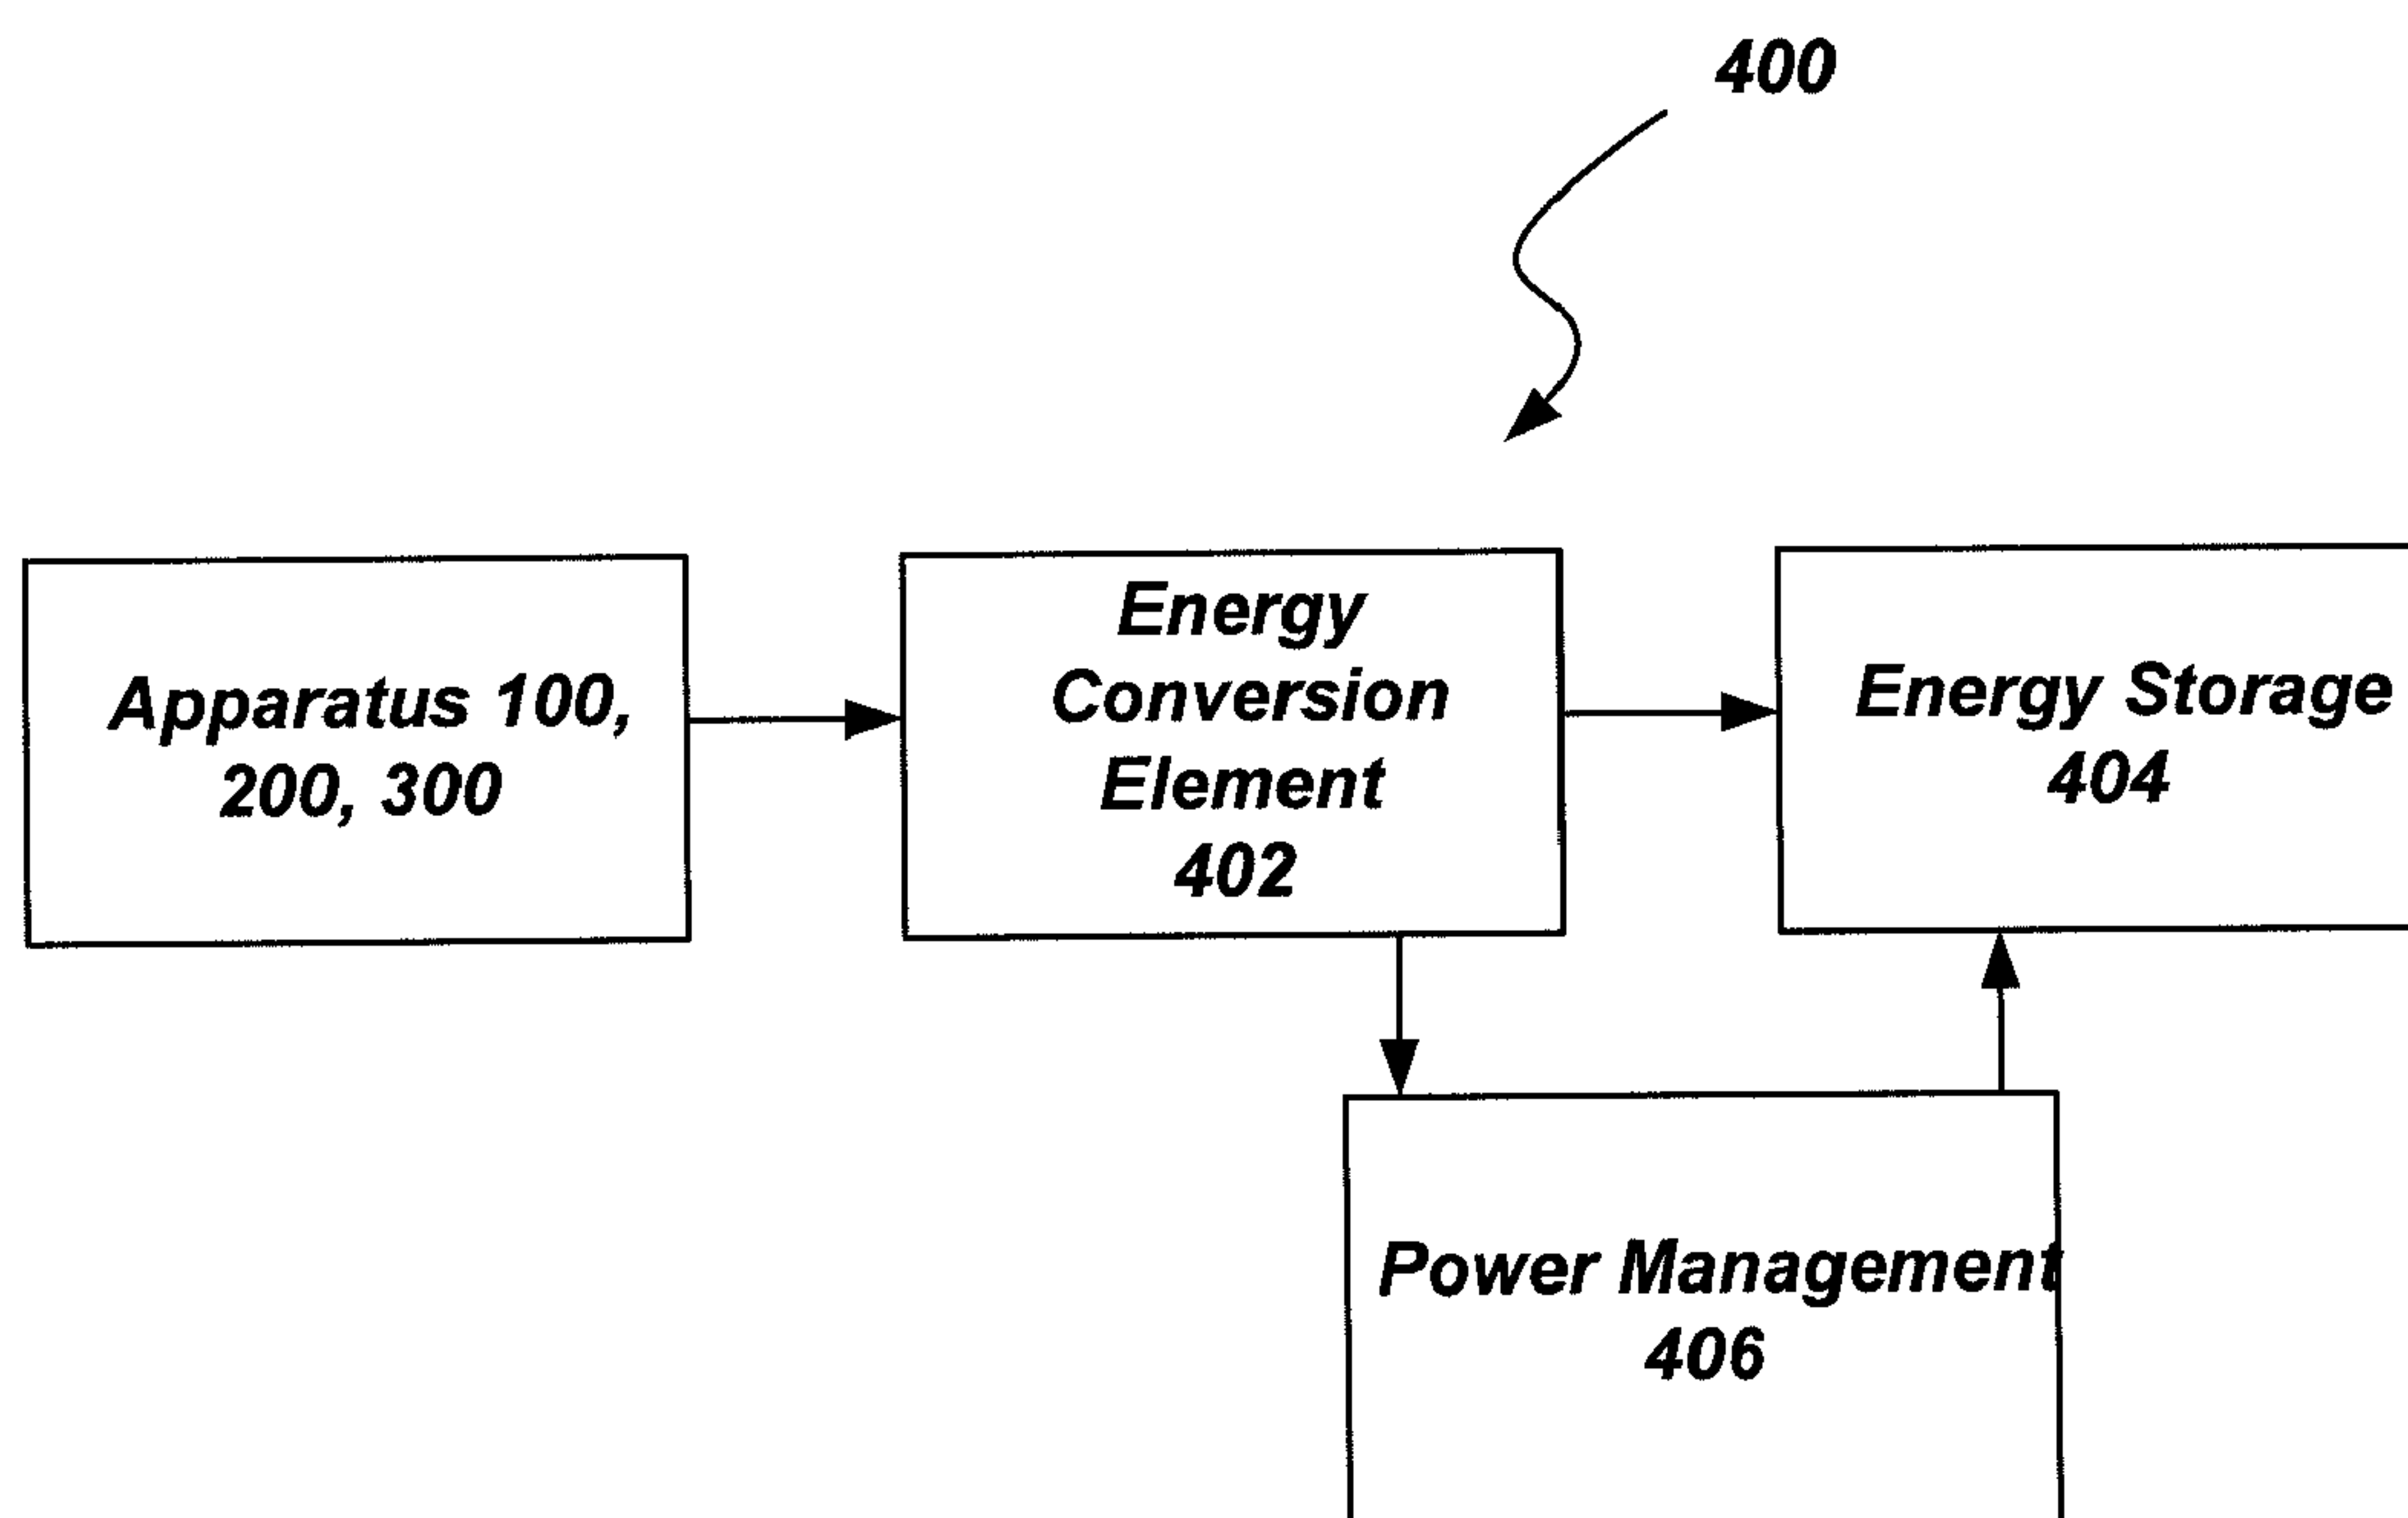 400
Apparatus 100,
200, 300
Energy
Conversion
Element
402
Energy Storage
404
Power Management
406